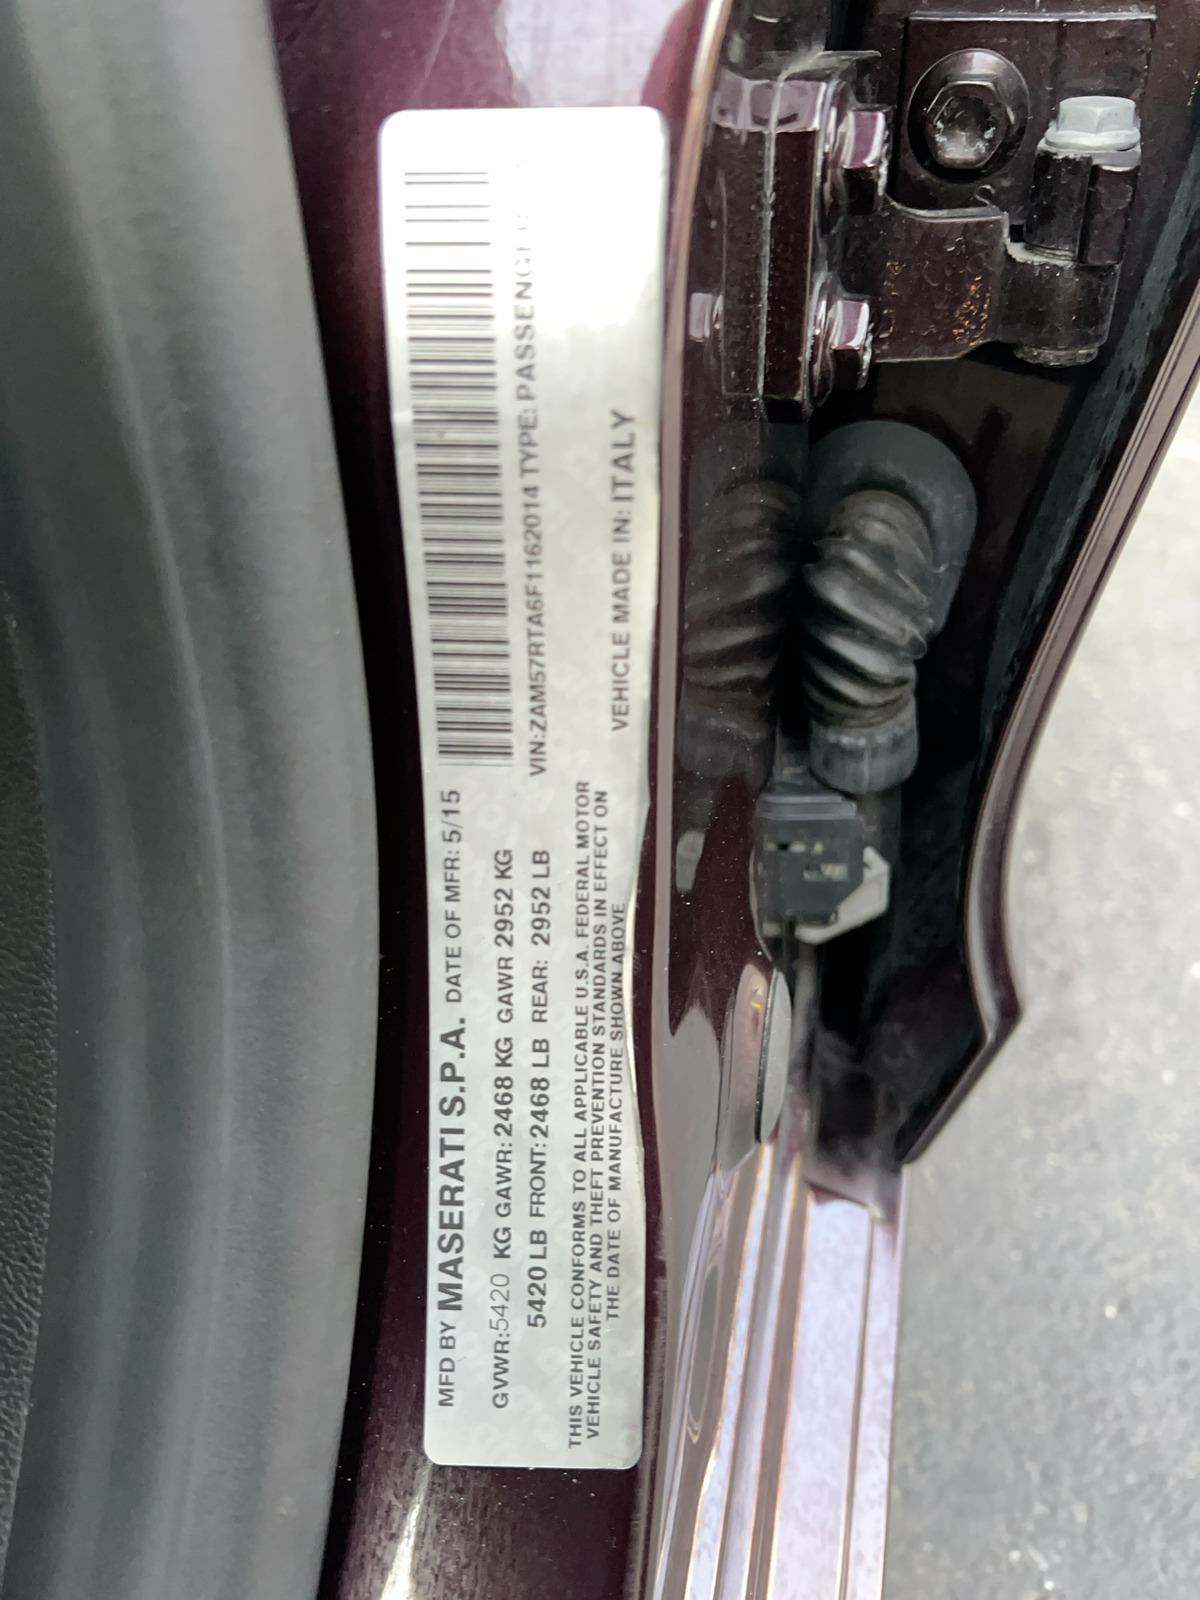 MFD BY MASERATI S.P.A. DATE OF MFR: 5/15
GVWR:5420 KG GAWR: 2468 KG GAWR 2952 KG
5420 LB FRONT: 2468 LB REAR: 2952 LB
VIN:ZAM57RTA6F1162014 TYPE: PASSENGER
THIS VEHICLE CONFORMS TO ALL APPLICABLE U.S.A. FEDERAL MOTOR
VEHICLE SAFETY AND THEFT PREVENTION STANDARDS IN EFFECT ON
THE DATE OF MANUFACTURE SHOWN ABOVE
VEHICLE MADE IN: ITALY